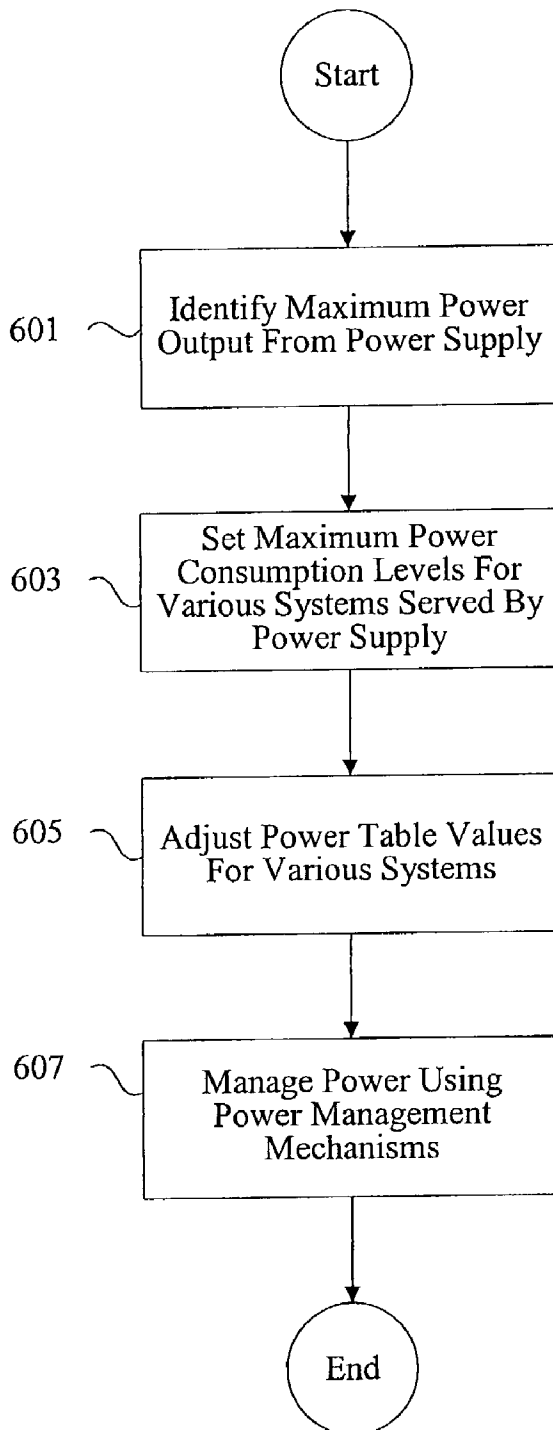 Start
601
Identify Maximum Power
Output From Power Supply
603
Set Maximum Power
Consumption Levels For
Various Systems Served By
Power Supply
605
Adjust Power Table Values
For Various Systems
607
Manage Power Using
Power Management
Mechanisms
End